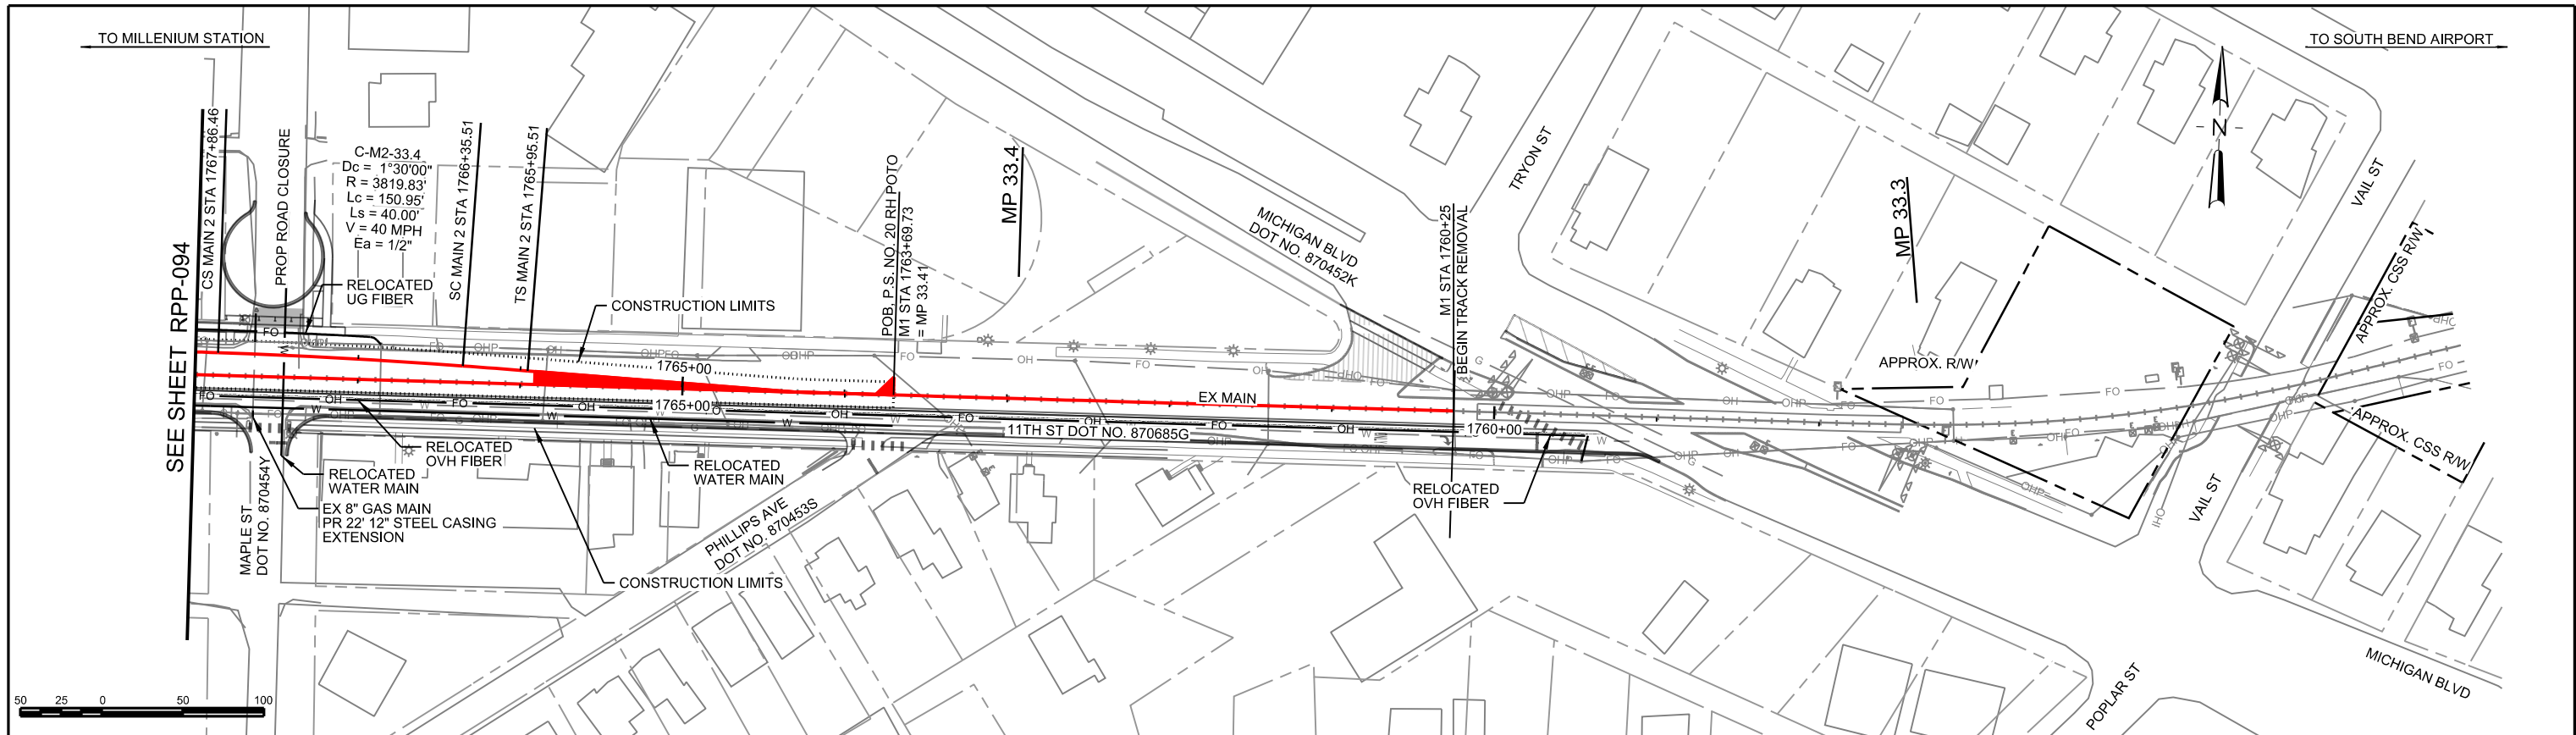 TO MILLENIUM STATION
TO SOUTH BEND AIRPORT
SEE SHEET RPP-094
CS MAIN 2 STA 1767+86.46
PROP ROAD CLOSURE
C-M2-33.4
Dc = 1°30'00"
R = 3819.83'
Lc = 150.95'
Ls = 40.00'
V = 40 MPH
Ea = 1/2"
RELOCATED
UG FIBER
SC MAIN 2 STA 1766+35.51
TS MAIN 2 STA 1765+95.51
CONSTRUCTION LIMITS
POB, P.S. NO. 20 RH POTO
M1 STA 1763+69.73
= MP 33.41
MP 33.4
MICHIGAN BLVD
DOT NO. 870452K
M1 STA 1760+25
BEGIN TRACK REMOVAL
TRYON ST
MP 33.3
N
VAIL ST
APPROX. CSS R/W
APPROX. R/W
1765+00
1765+00
EX MAIN
11TH ST DOT NO. 870685G
1760+00
APPROX. CSS R/W
RELOCATED
OVH FIBER
RELOCATED
WATER MAIN
RELOCATED
WATER MAIN
EX 8" GAS MAIN
PR 22' 12" STEEL CASING
EXTENSION
MAPLE ST
DOT NO. 870454Y
PHILLIPS AVE
DOT NO. 870453S
CONSTRUCTION LIMITS
RELOCATED
OVH FIBER
VAIL ST
MICHIGAN BLVD
POPLAR ST
50 25 0 50 100